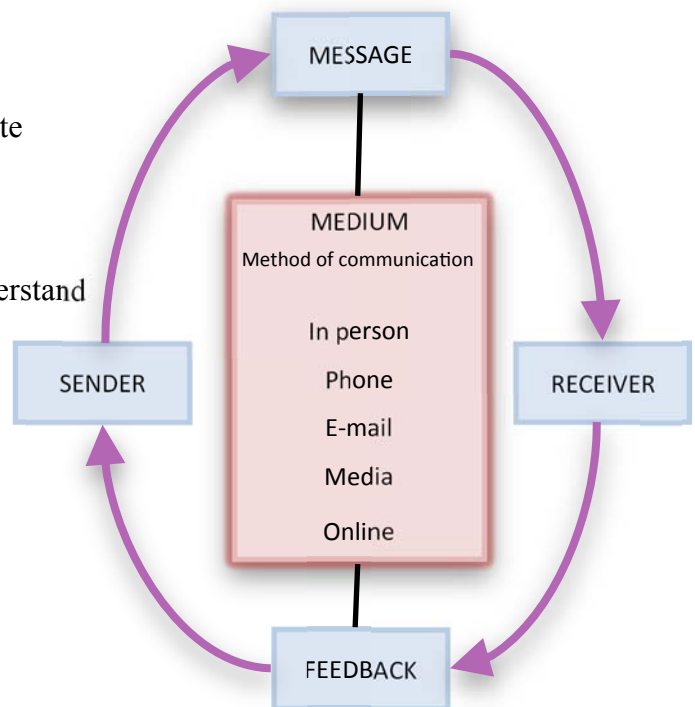 MESSAGE
te
MEDIUM
Method of communication
erstand
In person
SENDER
Phone
RECEIVER
E-mail
Media
Online
FEEDBACK